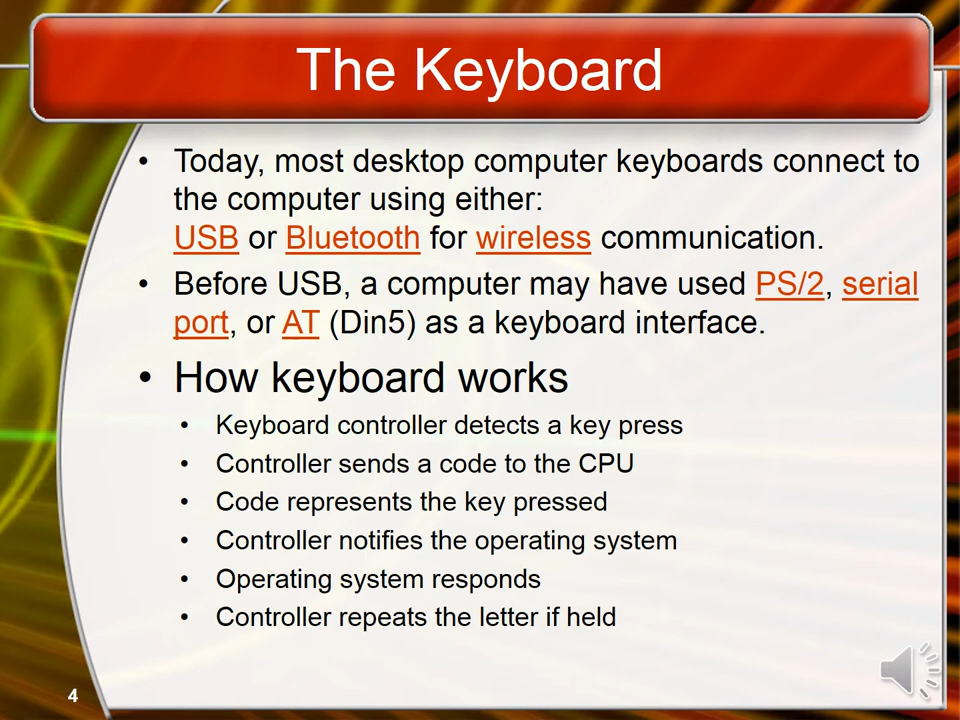 The Keyboard
• Today, most desktop computer keyboards connect to
the computer using either:
USB or Bluetooth for wireless communication.
• Before USB, a computer may have used PS/2, serial
port, or AT (Din5) as a keyboard interface.
• How keyboard works
• Keyboard controller detects a key press
• Controller sends a code to the CPU
• Code represents the key pressed
• Controller notifies the operating system
• Operating system responds
• Controller repeats the letter if held
4